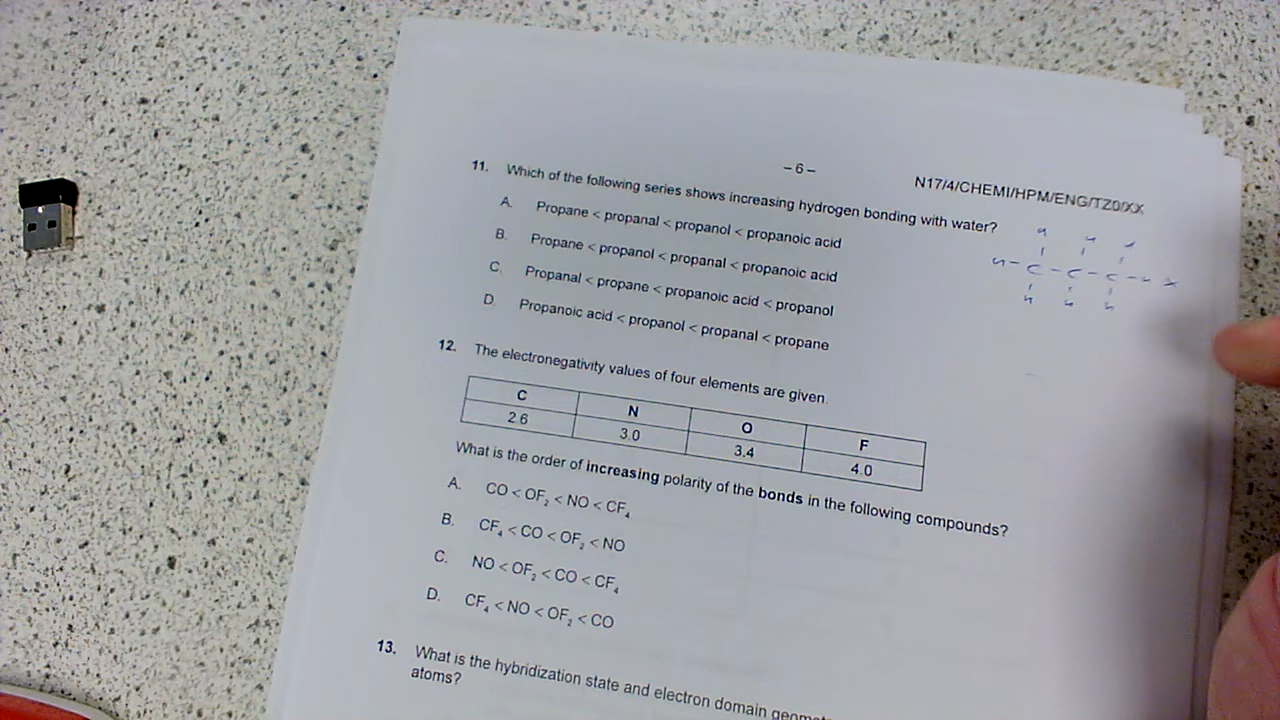 – 6 –
N17/4/CHEMI/HPM/ENG/TZ0/XX
11. Which of the following series shows increasing hydrogen bonding with water?
A. Propane < propanal < propanol < propanoic acid
B. Propane < propanol < propanal < propanoic acid
C. Propanal < propane < propanoic acid < propanol
D. Propanoic acid < propanol < propanal < propane
H H H
H – C – C – C – H X
H H H
12. The electronegativity values of four elements are given.
C N O F
2.6 3.0 3.4 4.0
What is the order of increasing polarity of the bonds in the following compounds?
A. CO < OF₂ < NO < CF₄
B. CF₄ < CO < OF₂ < NO
C. NO < OF₂ < CO < CF₄
D. CF₄ < NO < OF₂ < CO
13. What is the hybridization state and electron domain
atoms?